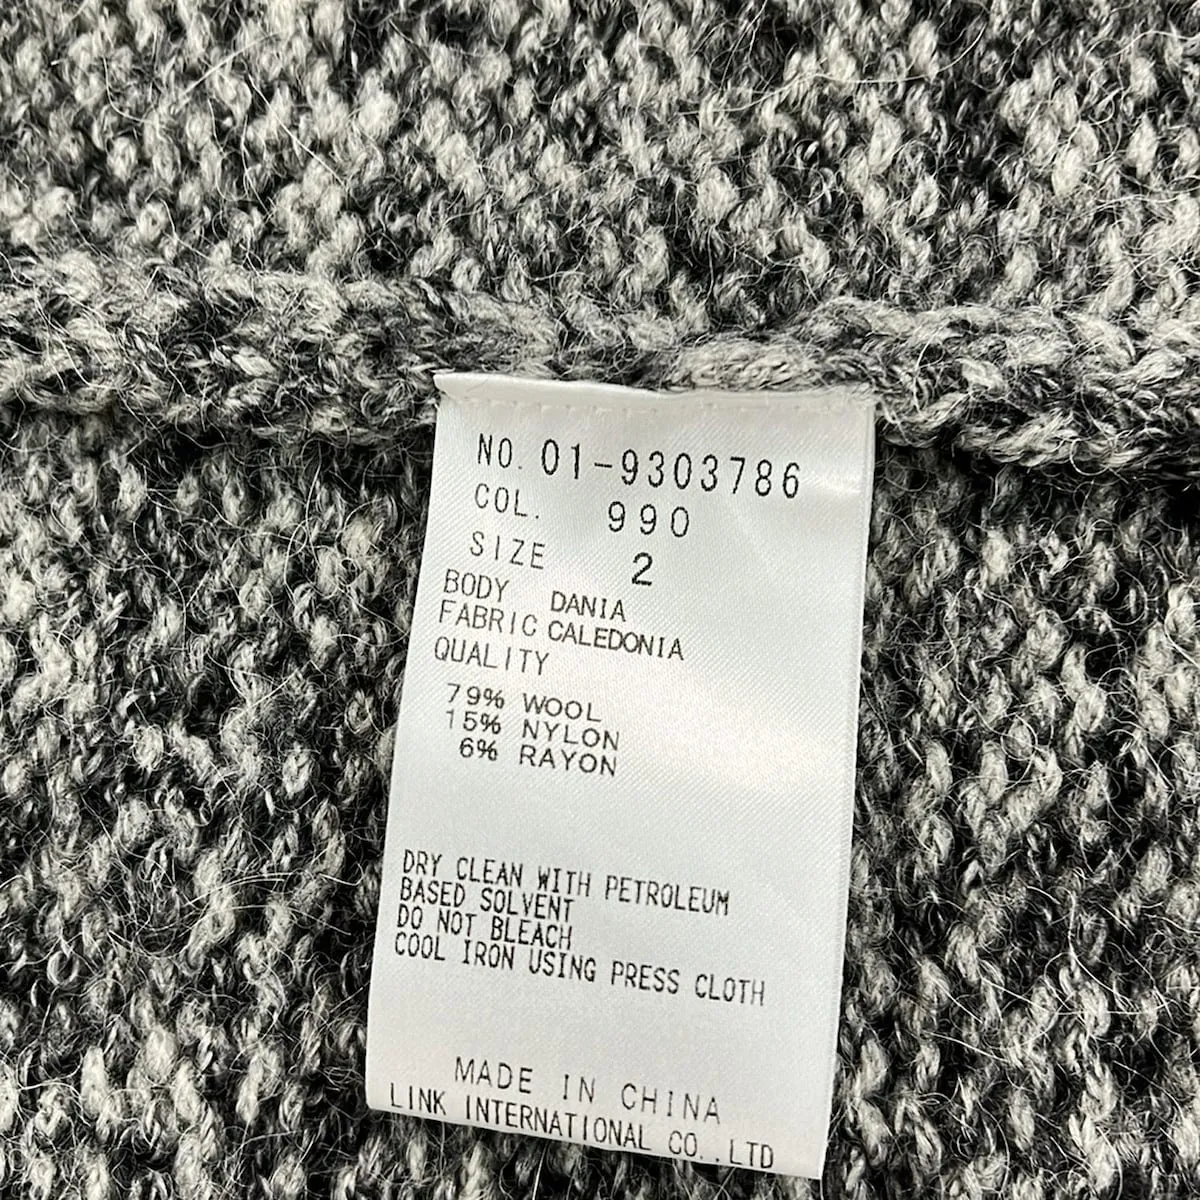 NO. 01-9303786
COL. 990
SIZE 2
BODY DANIA
FABRIC CALEDONIA
QUALITY
79% WOOL
15% NYLON
6% RAYON
DRY CLEAN WITH PETROLEUM
BASED SOLVENT
DO NOT BLEACH
COOL IRON USING PRESS CLOTH
MADE IN CHINA
LINK INTERNATIONAL CO.,LTD